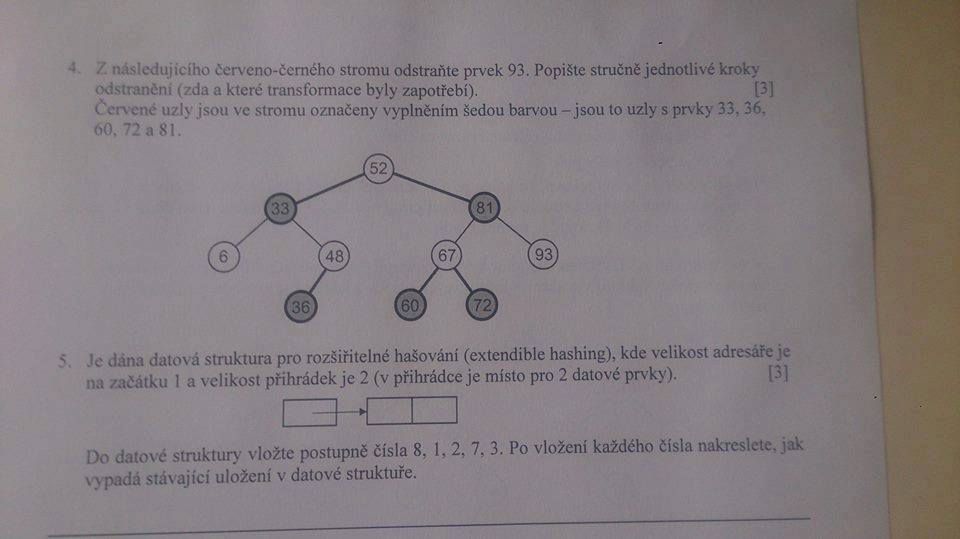 4. Z následujícího červeno-černého stromu odstraňte prvek 93. Popište stručně jednotlivé kroky
odstranění (zda a které transformace byly zapotřebí). [3]
Červené uzly jsou ve stromu označeny vyplněním šedou barvou – jsou to uzly s prvky 33, 36,
60, 72 a 81.
52
33 81
6 48 67 93
36 60 72
5. Je dána datová struktura pro rozšiřitelné hašování (extendible hashing), kde velikost adresáře je
na začátku 1 a velikost přihrádek je 2 (v přihrádce je místo pro 2 datové prvky). [3]
Do datové struktury vložte postupně čísla 8, 1, 2, 7, 3. Po vložení každého čísla nakreslete, jak
vypadá stávající uložení v datové struktuře.